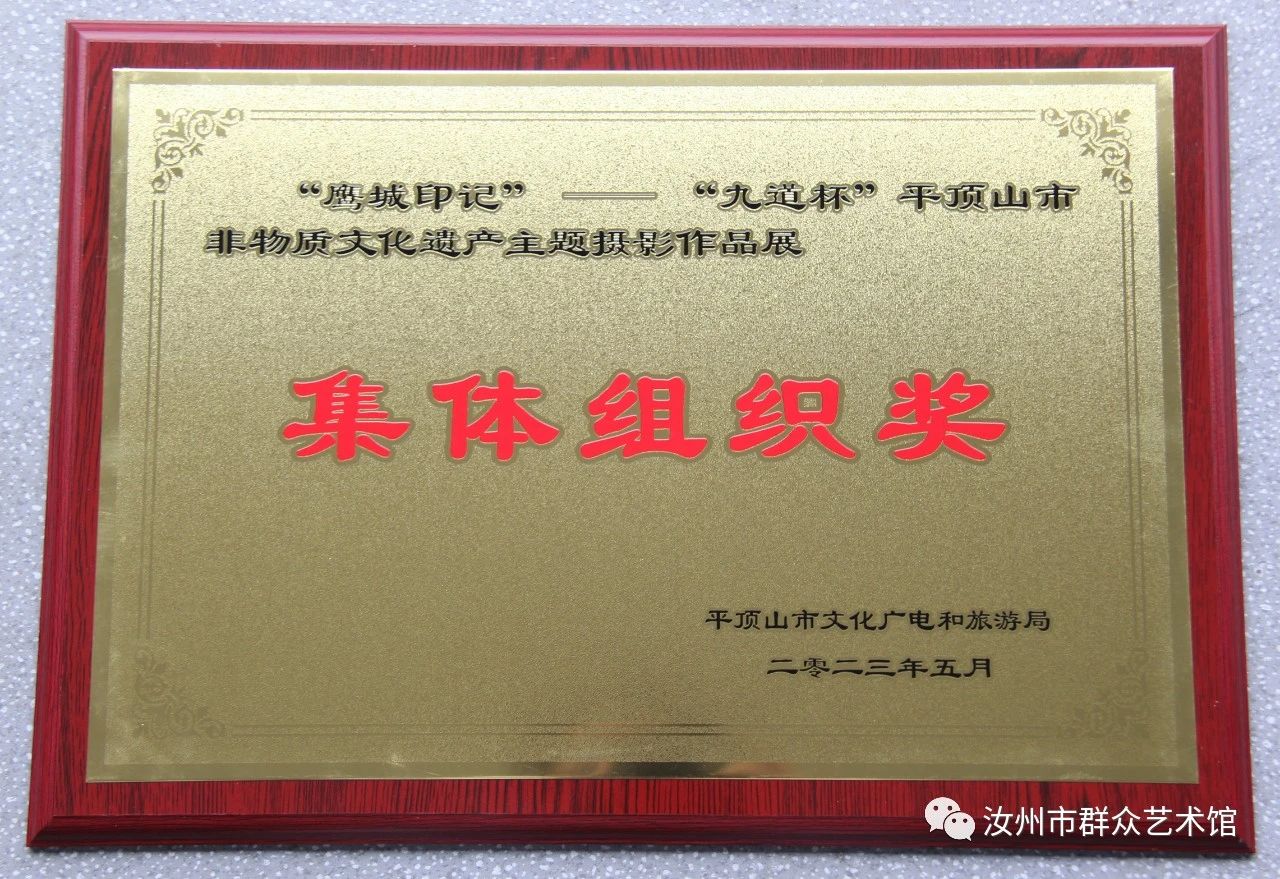 “鹰城印记” —— “九道杯”平顶山市
非物质文化遗产主题摄影作品展
集体组织奖
平顶山市文化广电和旅游局
二零二三年五月
汝州市群众艺术馆